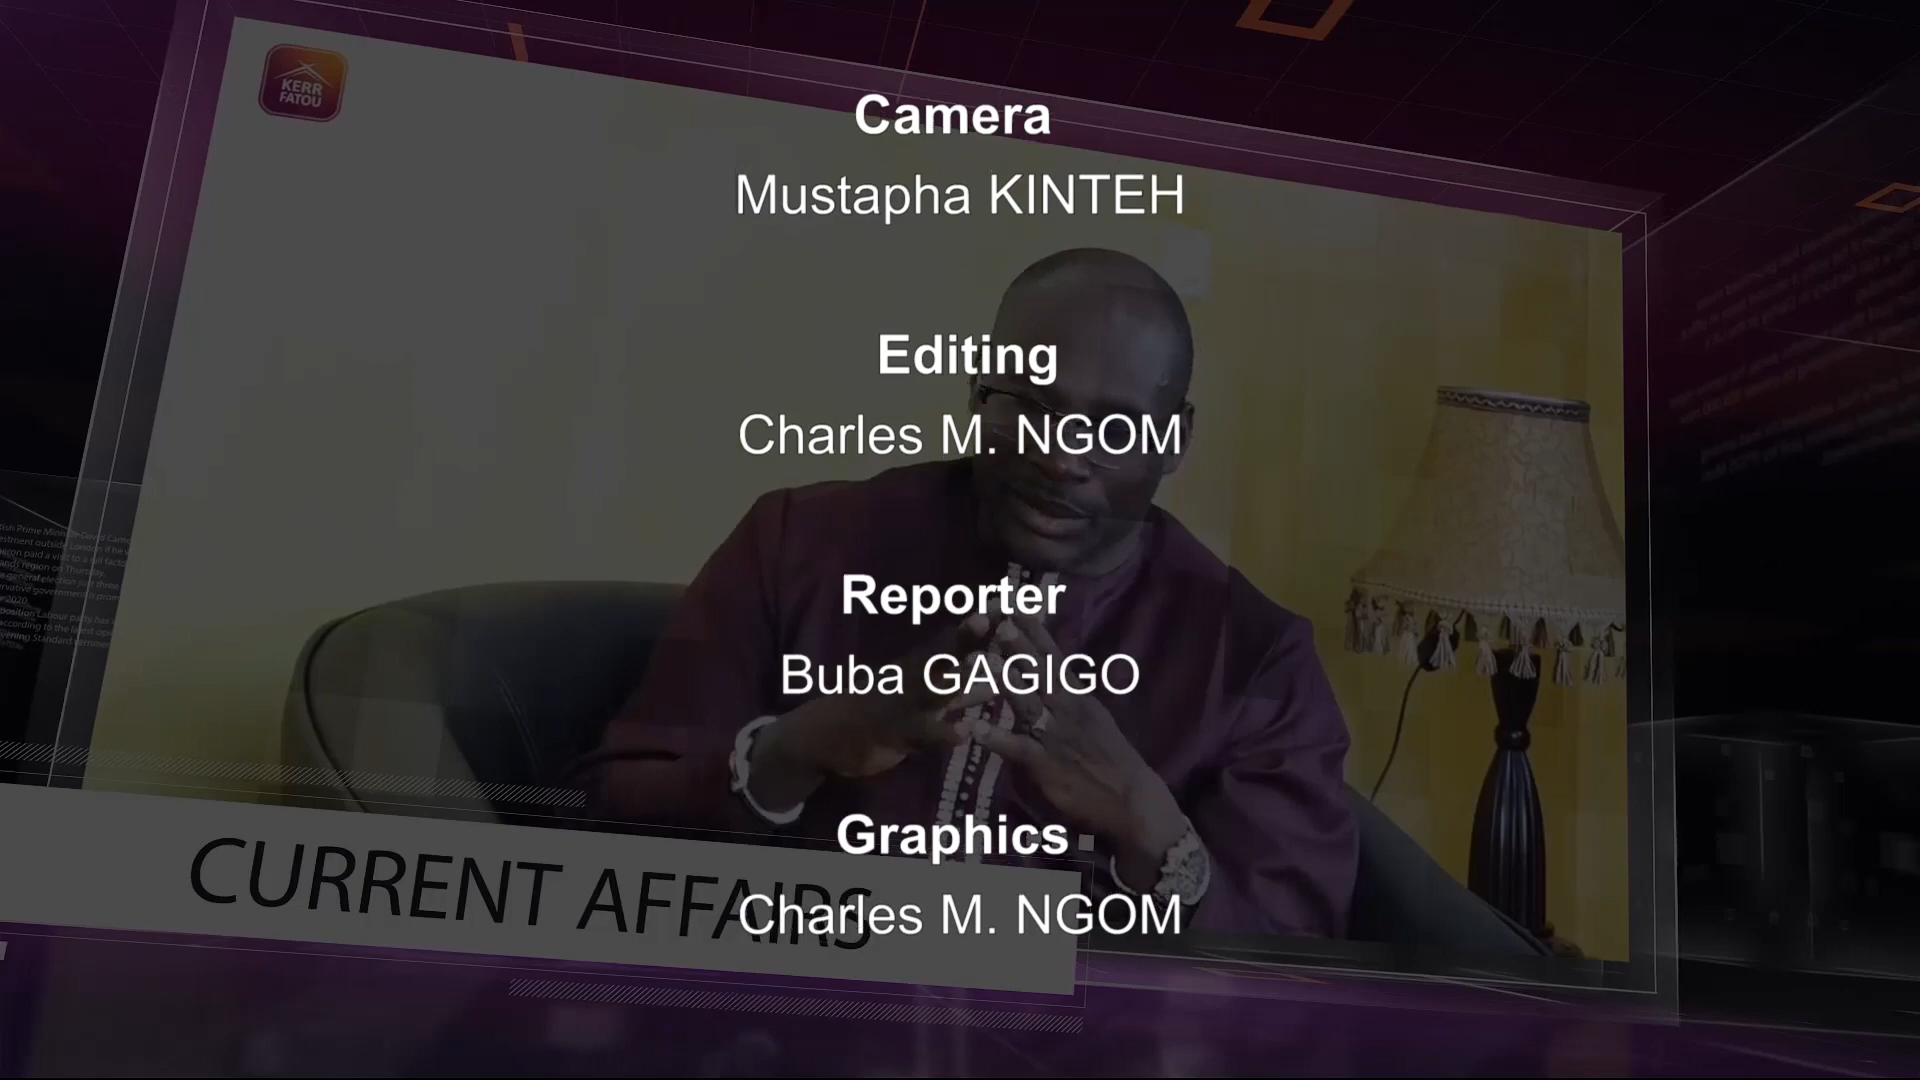 KERR
FATOU
Camera
Mustapha KINTEH
Editing
Charles M. NGOM
Reporter
Buba GAGIGO
Graphics
Charles M. NGOM
CURRENT AFFAIRS